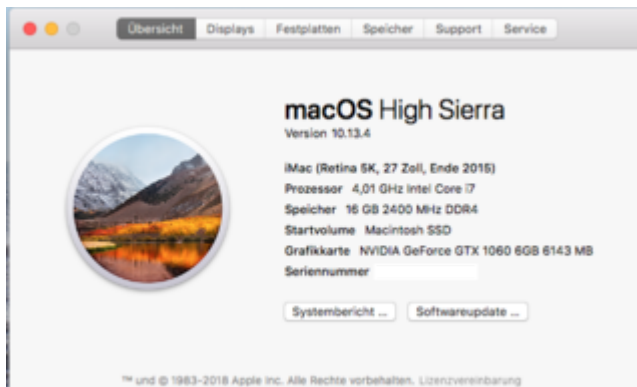 Übersicht Displays Festplatten Speicher Support Service
macOS High Sierra
Version 10.13.4
iMac (Retina 5K, 27 Zoll, Ende 2015)
Prozessor 4,01 GHz Intel Core i7
Speicher 16 GB 2400 MHz DDR4
Startvolume Macintosh SSD
Grafikkarte NVIDIA GeForce GTX 1060 6GB 6143 MB
Seriennummer
Systembericht ... Softwareupdate ...
™ und © 1983-2018 Apple Inc. Alle Rechte vorbehalten. Lizenzvereinbarung